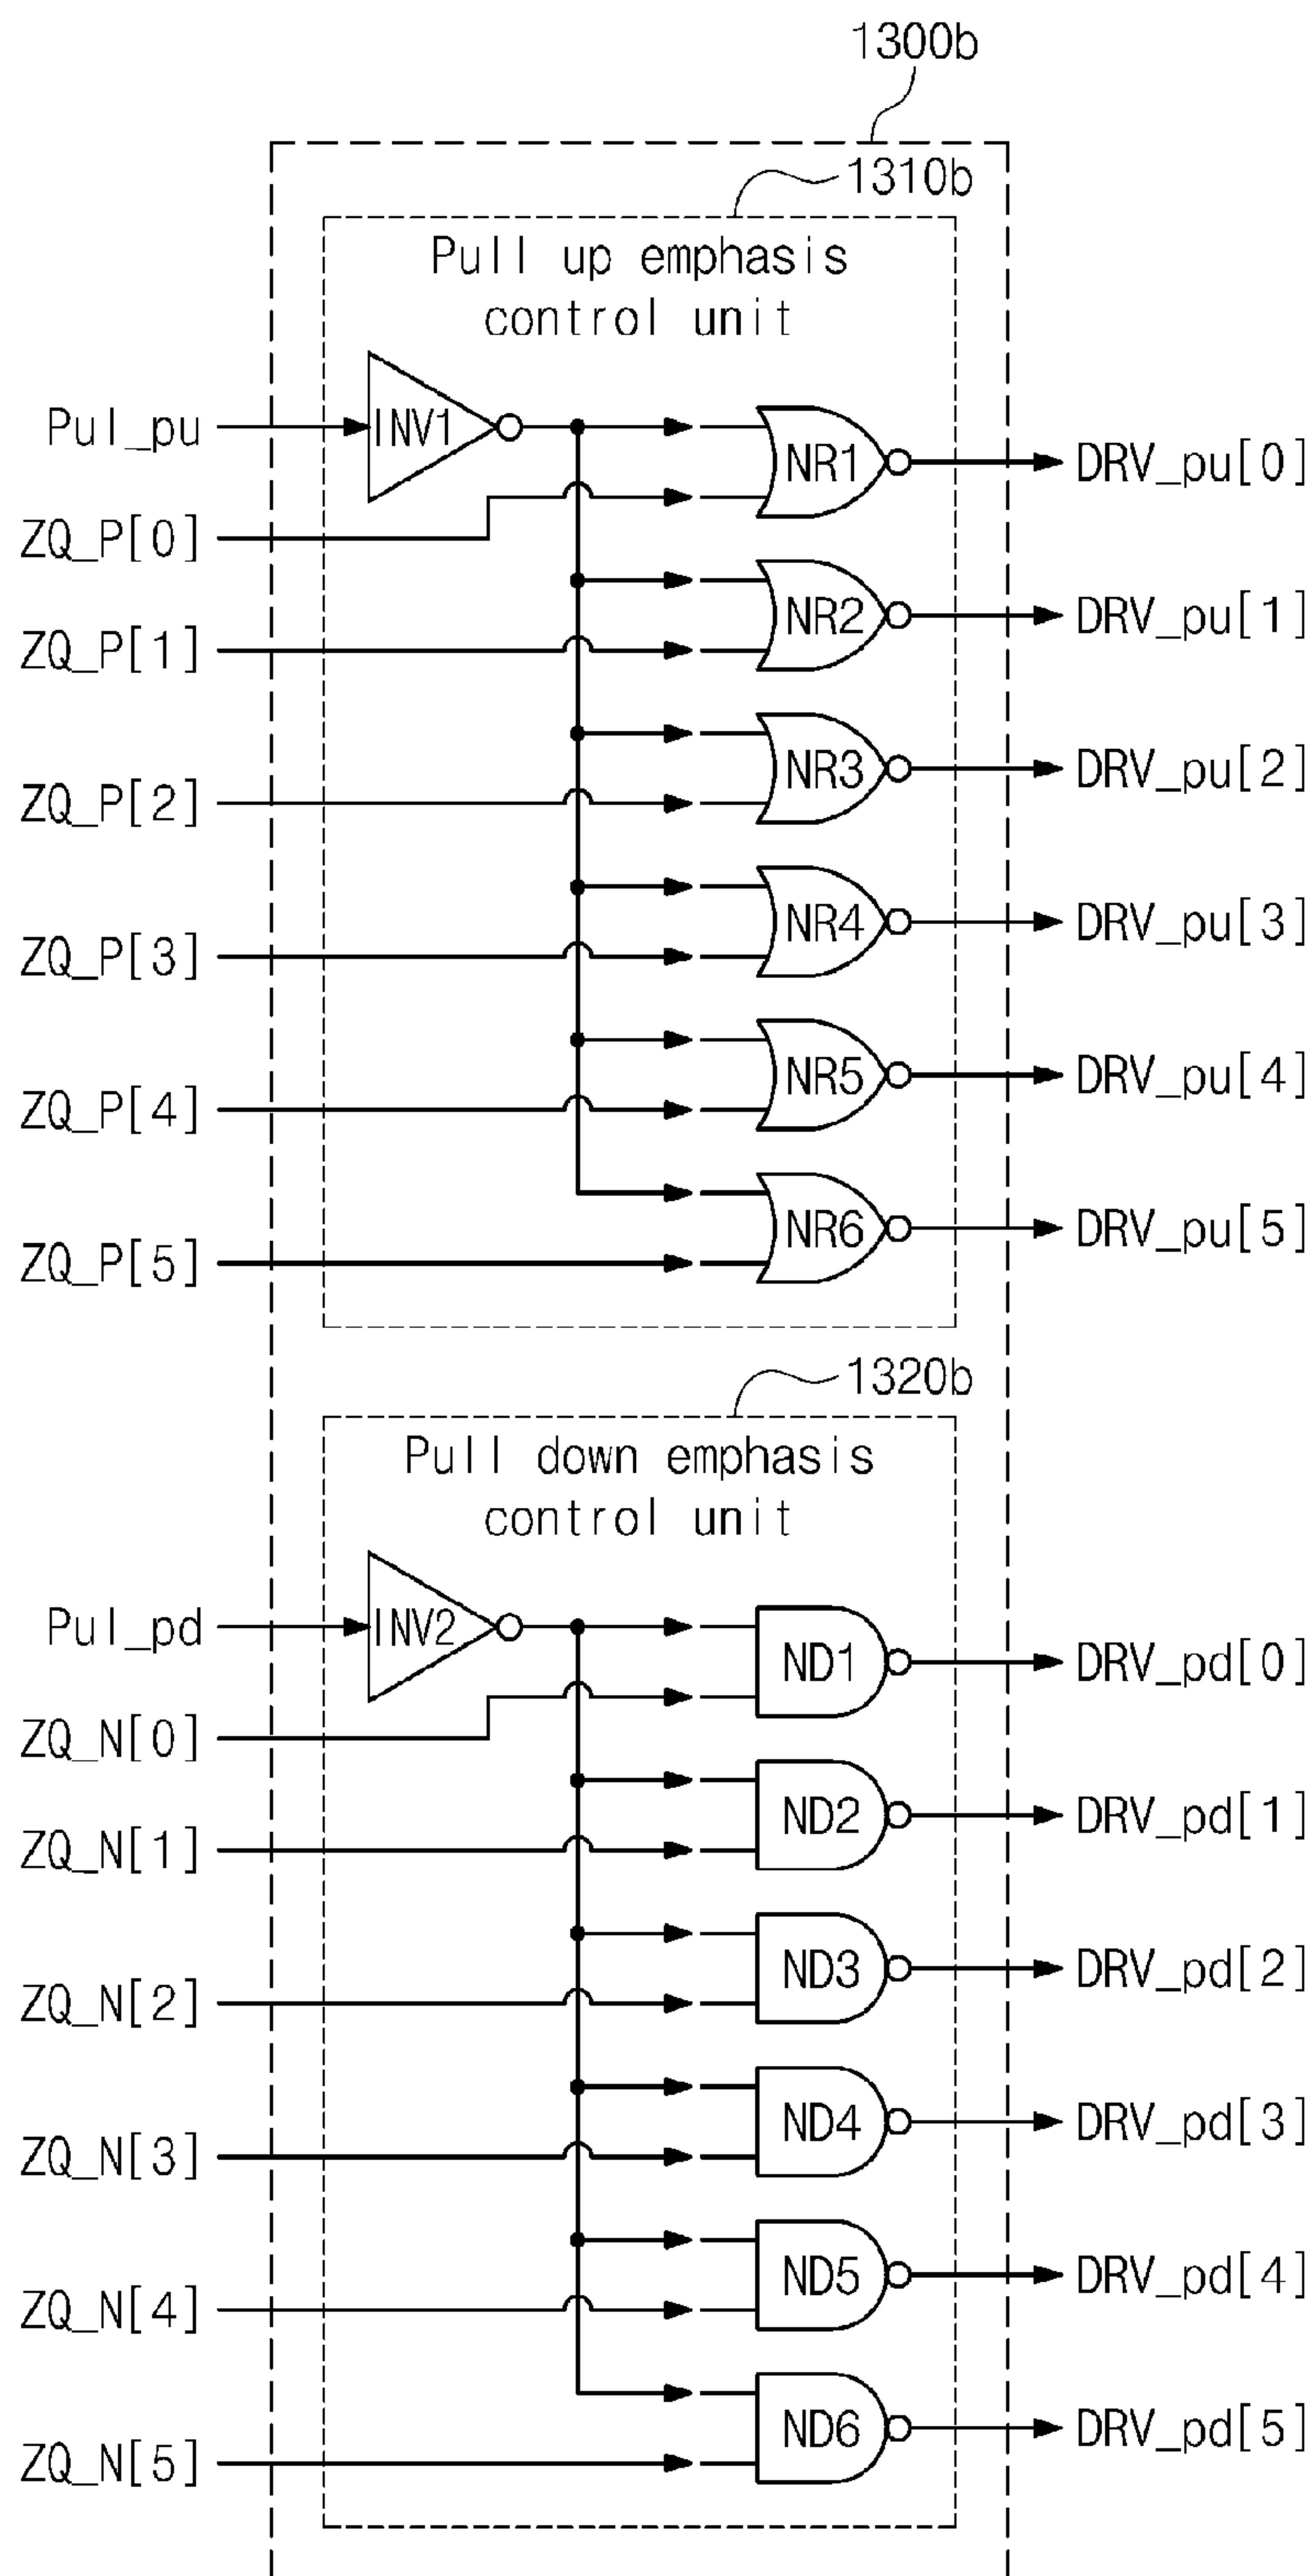 1300b
1310b
Pull up emphasis
control unit
Pul_pu
INV1
NR1
DRV_pu[0]
ZQ_P[0]
NR2
DRV_pu[1]
ZQ_P[1]
NR3
DRV_pu[2]
ZQ_P[2]
NR4
DRV_pu[3]
ZQ_P[3]
NR5
DRV_pu[4]
ZQ_P[4]
NR6
DRV_pu[5]
ZQ_P[5]
1320b
Pull down emphasis
control unit
Pul_pd
INV2
ND1
DRV_pd[0]
ZQ_N[0]
ND2
DRV_pd[1]
ZQ_N[1]
ND3
DRV_pd[2]
ZQ_N[2]
ND4
DRV_pd[3]
ZQ_N[3]
ND5
DRV_pd[4]
ZQ_N[4]
ND6
DRV_pd[5]
ZQ_N[5]